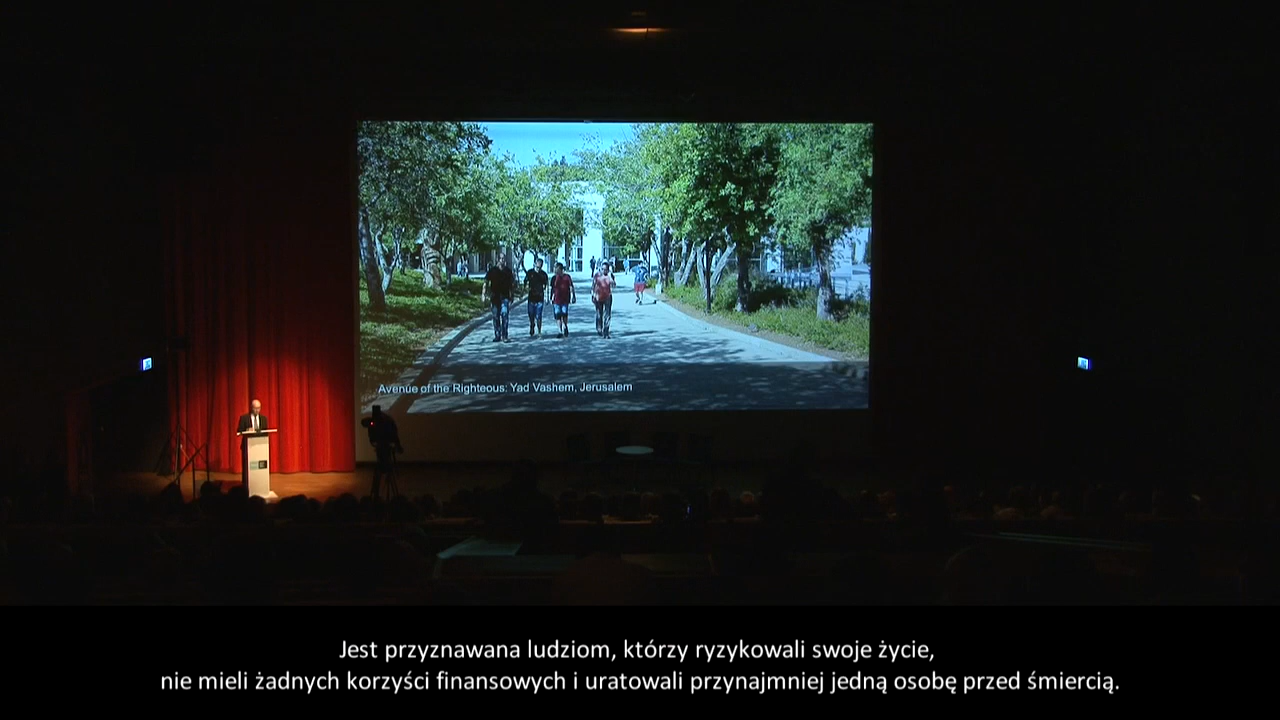 Avenue of the Righteous: Yad Vashem, Jerusalem
Jest przyznawana ludziom, którzy ryzykowali swoje życie,
nie mieli żadnych korzyści finansowych i uratowali przynajmniej jedną osobę przed śmiercią.